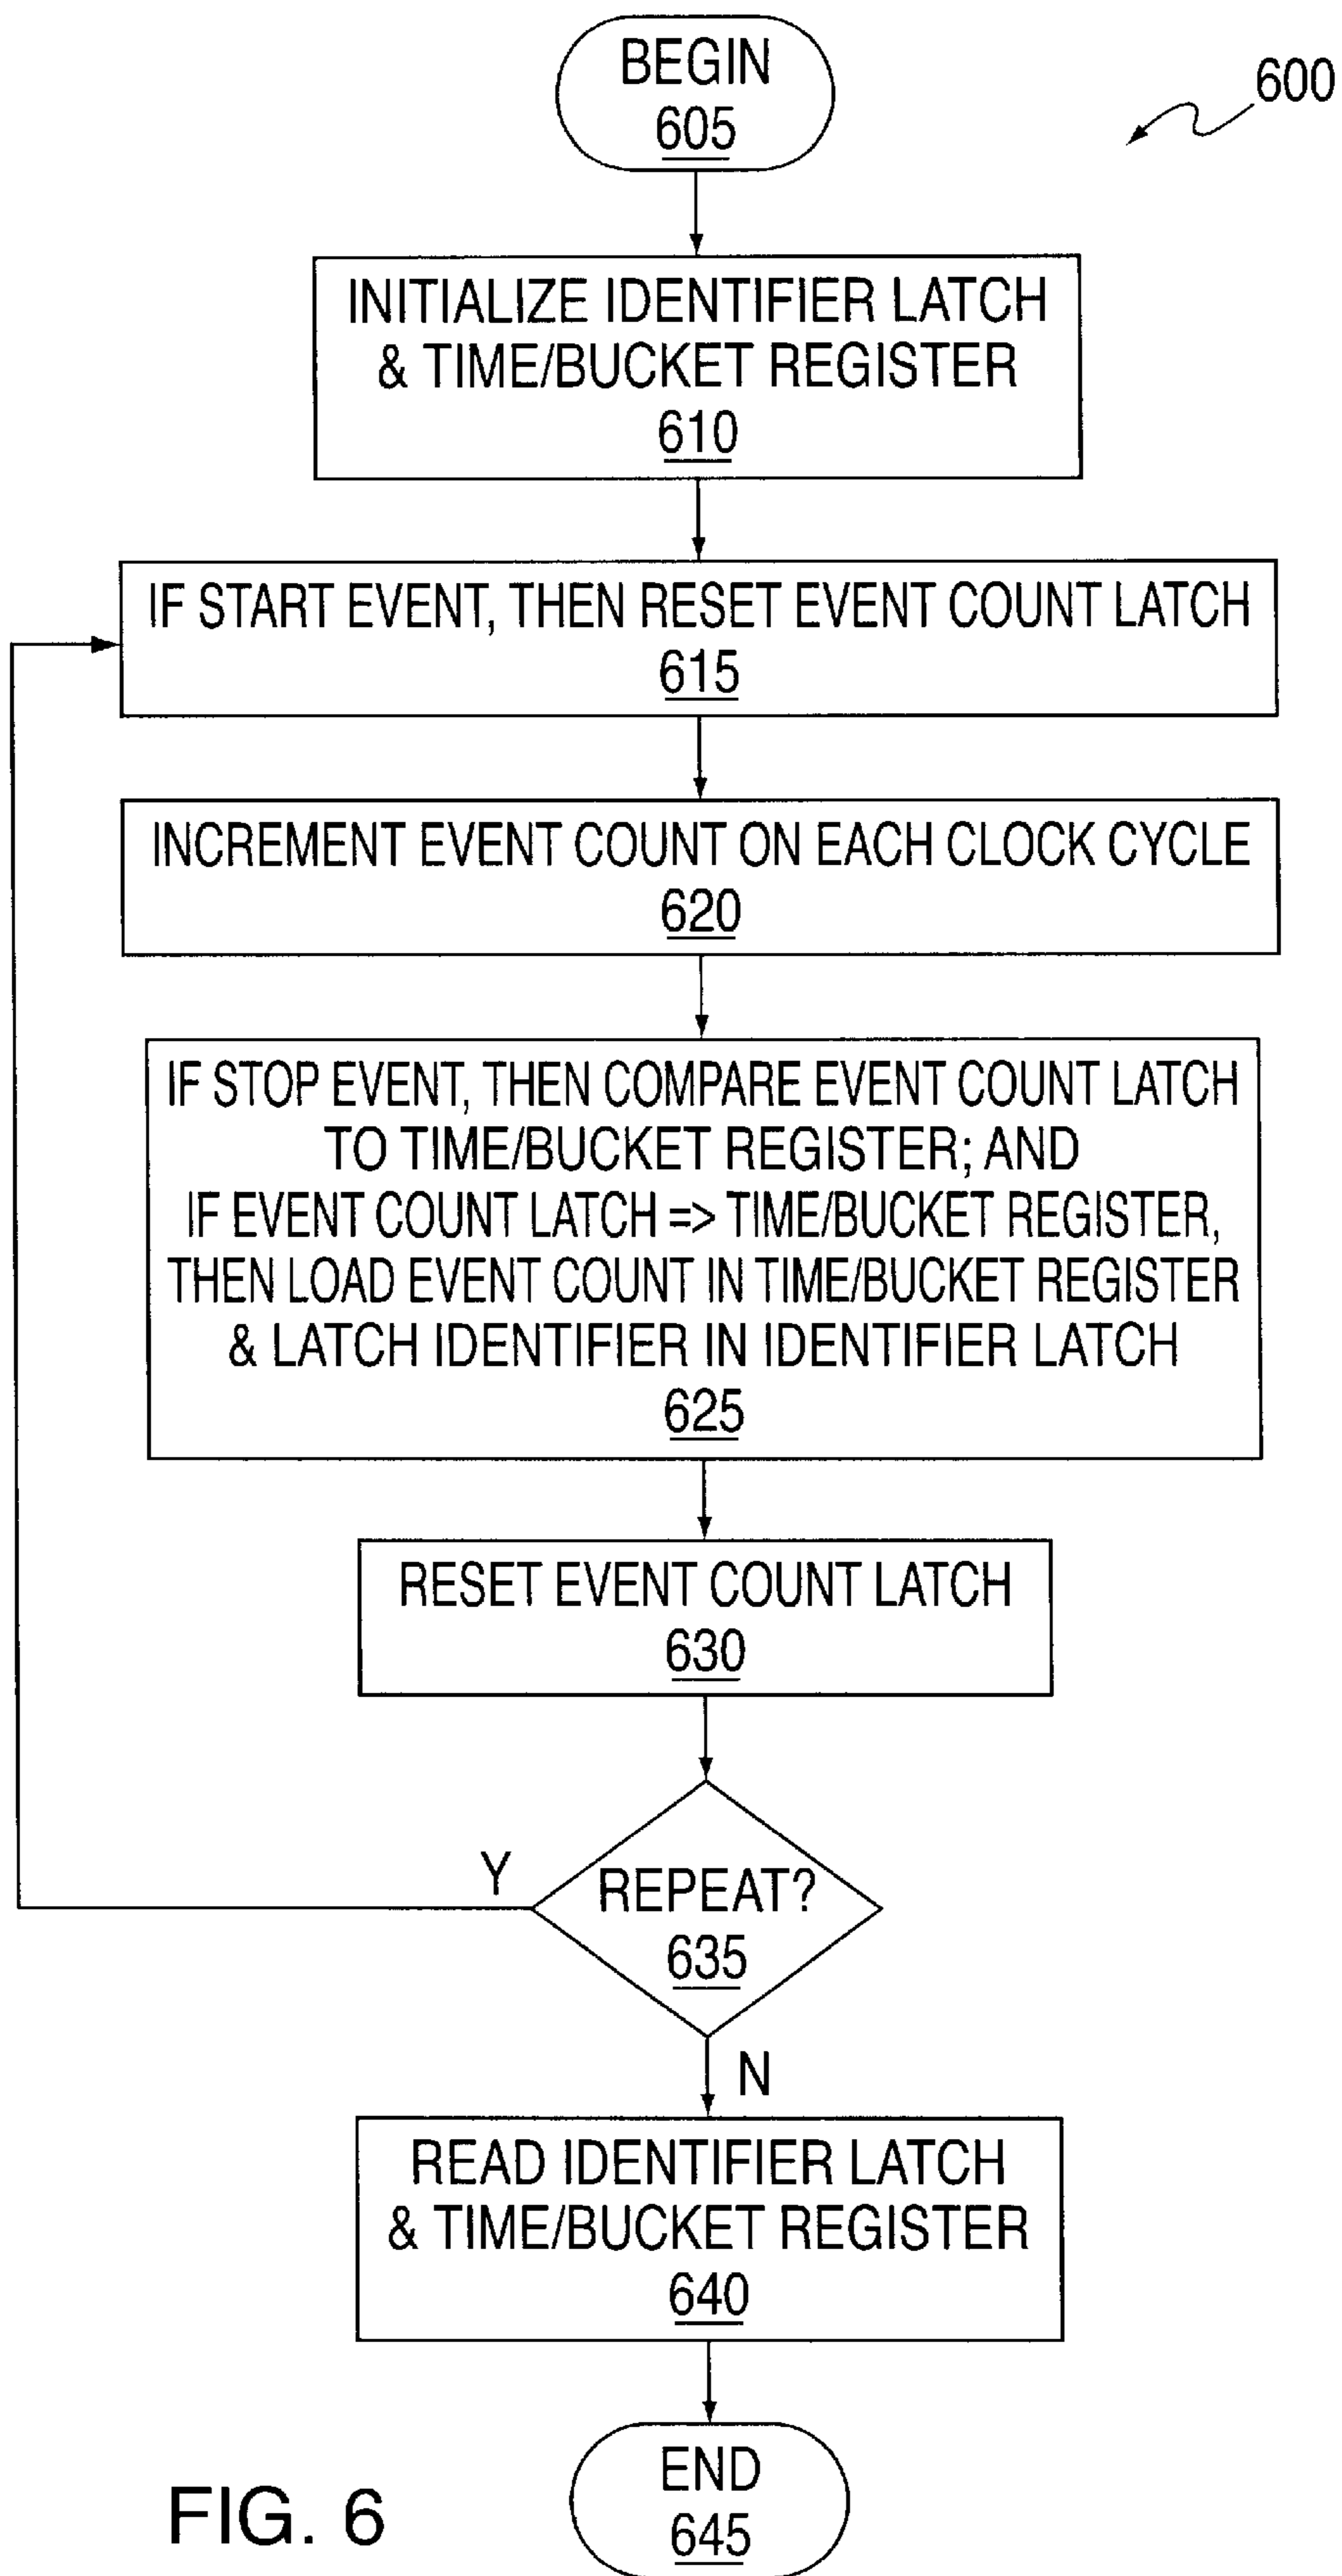 BEGIN
605
600
INITIALIZE IDENTIFIER LATCH
& TIME/BUCKET REGISTER
610
IF START EVENT, THEN RESET EVENT COUNT LATCH
615
INCREMENT EVENT COUNT ON EACH CLOCK CYCLE
620
IF STOP EVENT, THEN COMPARE EVENT COUNT LATCH
TO TIME/BUCKET REGISTER; AND
IF EVENT COUNT LATCH => TIME/BUCKET REGISTER,
THEN LOAD EVENT COUNT IN TIME/BUCKET REGISTER
& LATCH IDENTIFIER IN IDENTIFIER LATCH
625
RESET EVENT COUNT LATCH
630
Y
REPEAT?
635
N
READ IDENTIFIER LATCH
& TIME/BUCKET REGISTER
640
END
645
FIG. 6